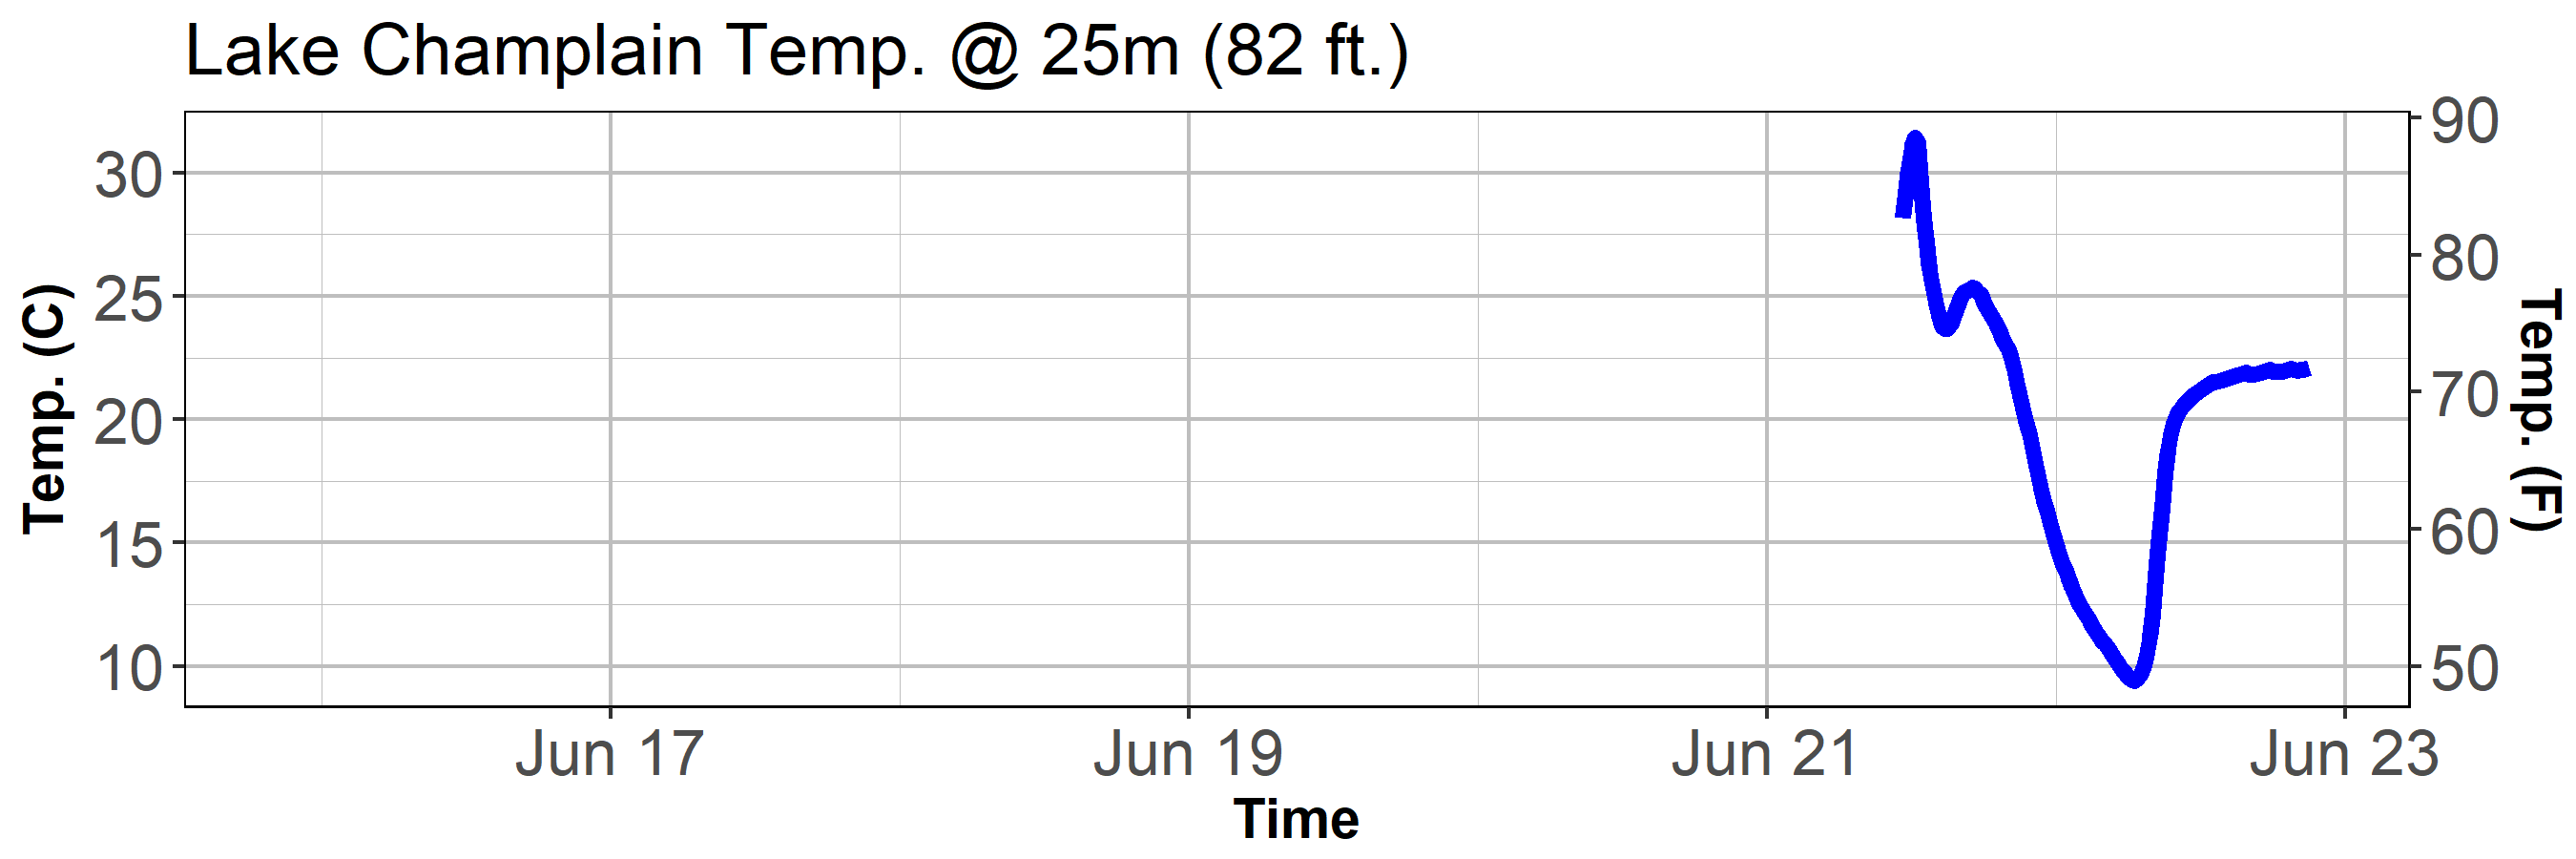 Lake Champlain Temp. @ 25m (82 ft.)
Temp. (C)
30
25
20
15
10
90
80
70
60
50
Temp. (F)
Jun 17 Jun 19 Jun 21 Jun 23
Time